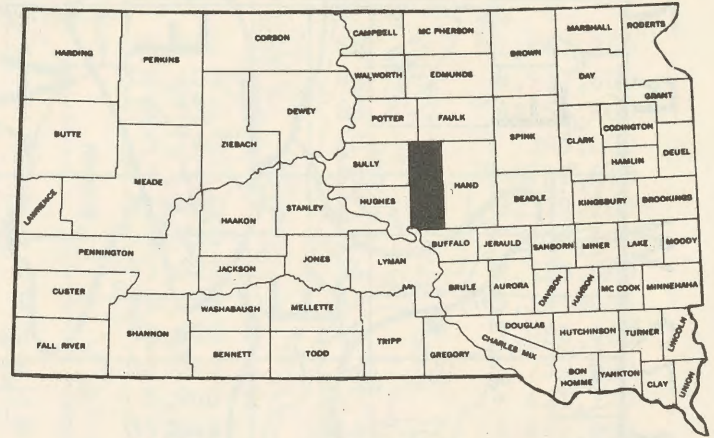 HARDING
PERKINS
CORSON
CAMPBELL
MC PHERSON
BROWN
MARSHALL
ROBERTS
WALWORTH
EDMUNDS
DAY
GRANT
BUTTE
MEADE
ZIEBACH
DEWEY
POTTER
FAULK
SPINK
CLARK
CODINGTON
HAMLIN
DEUEL
LAWRENCE
HAAKON
STANLEY
SULLY
HUGHES
HAND
BEADLE
KINGSBURY
BROOKINGS
PENNINGTON
JACKSON
JONES
LYMAN
BUFFALO
JERAULD
SANBORN
MINER
LAKE
MOODY
CUSTER
WASHABAUGH
MELLETTE
BRULE
AURORA
DAVISON
HANSON
MC COOK
MINNEHAHA
FALL RIVER
SHANNON
BENNETT
TODD
TRIPP
GREGORY
CHARLES MIX
DOUGLAS
HUTCHINSON
TURNER
LINCOLN
BON
HOMME
YANKTON
CLAY
UNION